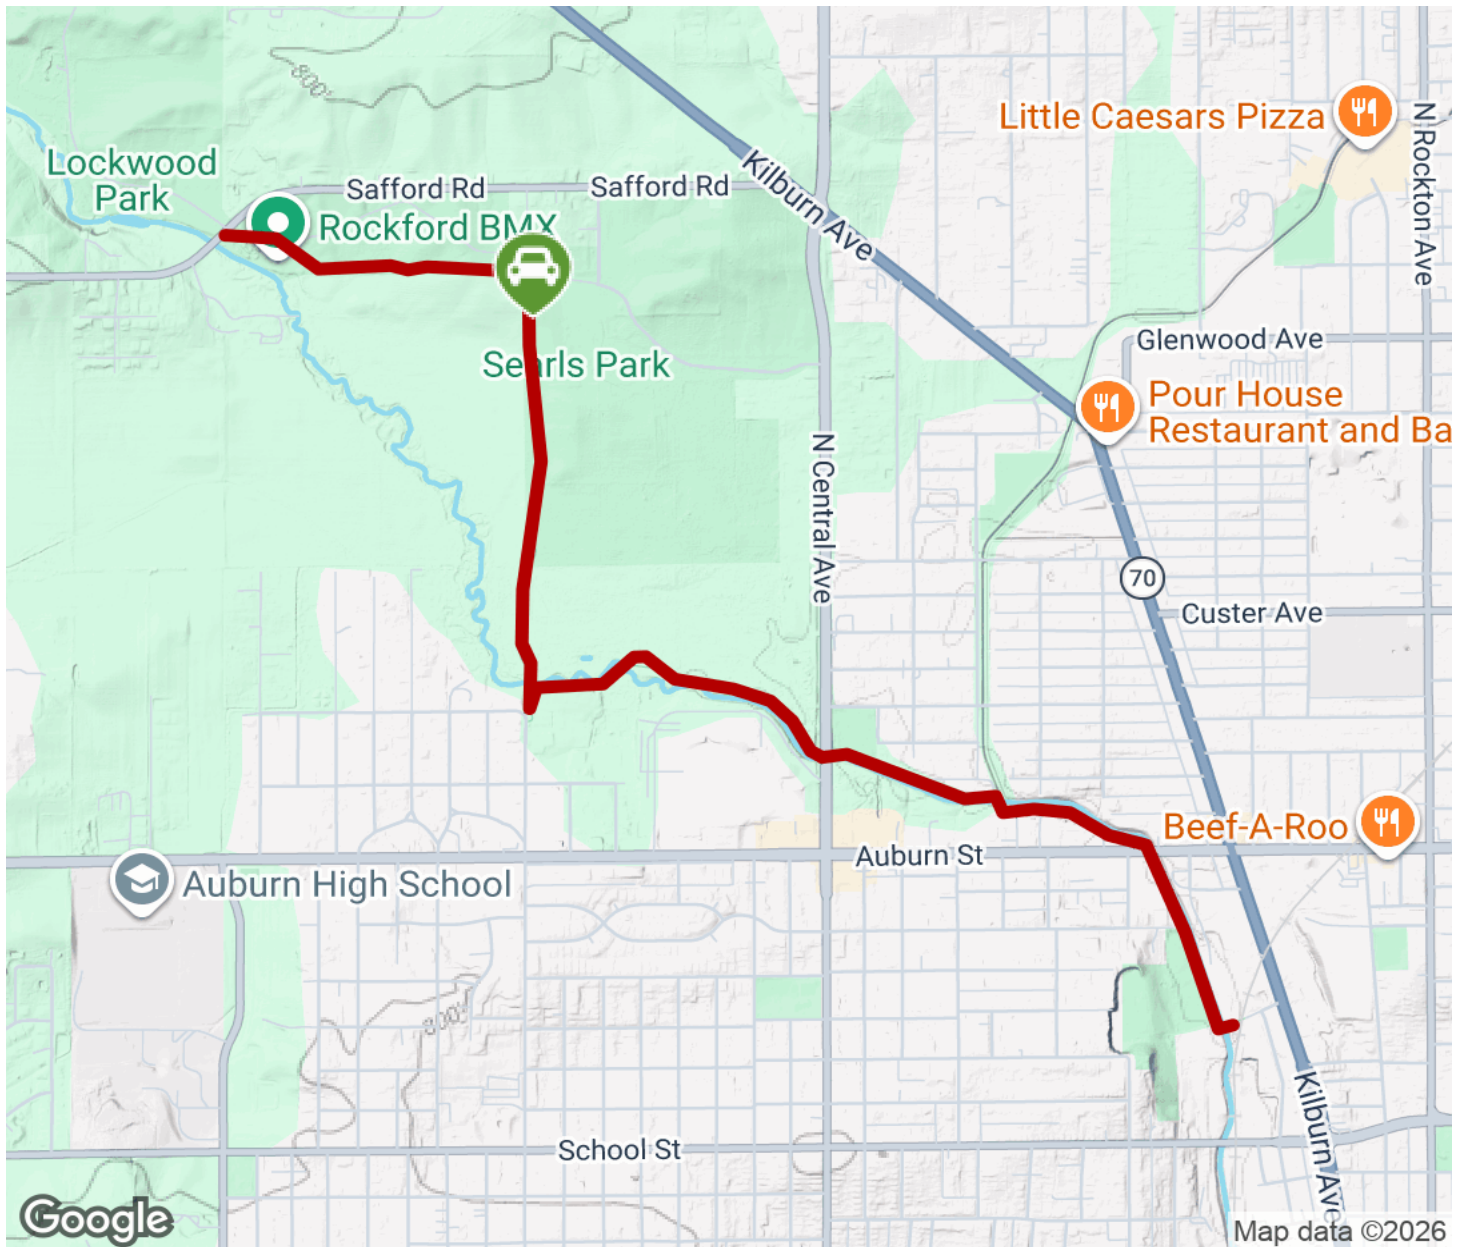 800'
Little Caesars Pizza
N Rockton Ave
Lockwood
Park
Safford Rd
Safford Rd
Kilburn Ave
Rockford BMX
Searls Park
Glenwood Ave
Pour House
Restaurant and Ba
N Central Ave
70
Custer Ave
Beef-A-Roo
Auburn St
Auburn High School
800'
School St
Kilburn Ave
Google
Map data ©2026